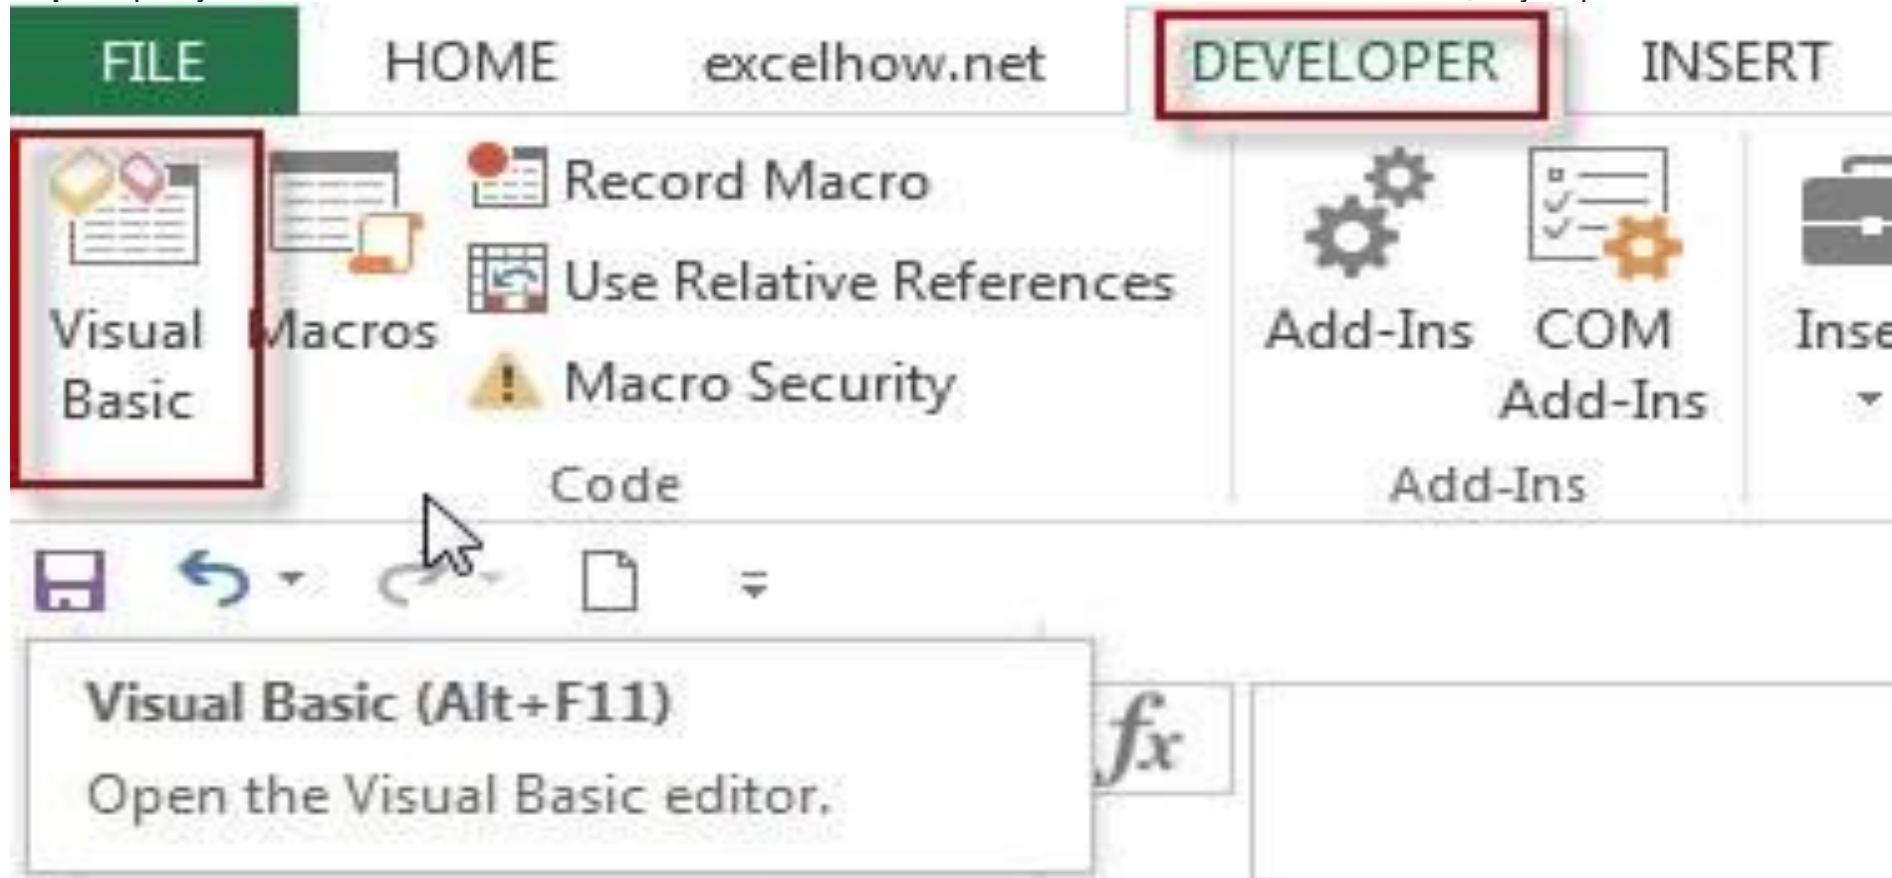 FILE HOME excelhow.net DEVELOPER INSERT
Record Macro
Use Relative References
Visual Macros Add-Ins COM
Basic Macro Security Add-Ins
Code Add-Ins
Visual Basic (Alt+F11)
fx
Open the Visual Basic editor.